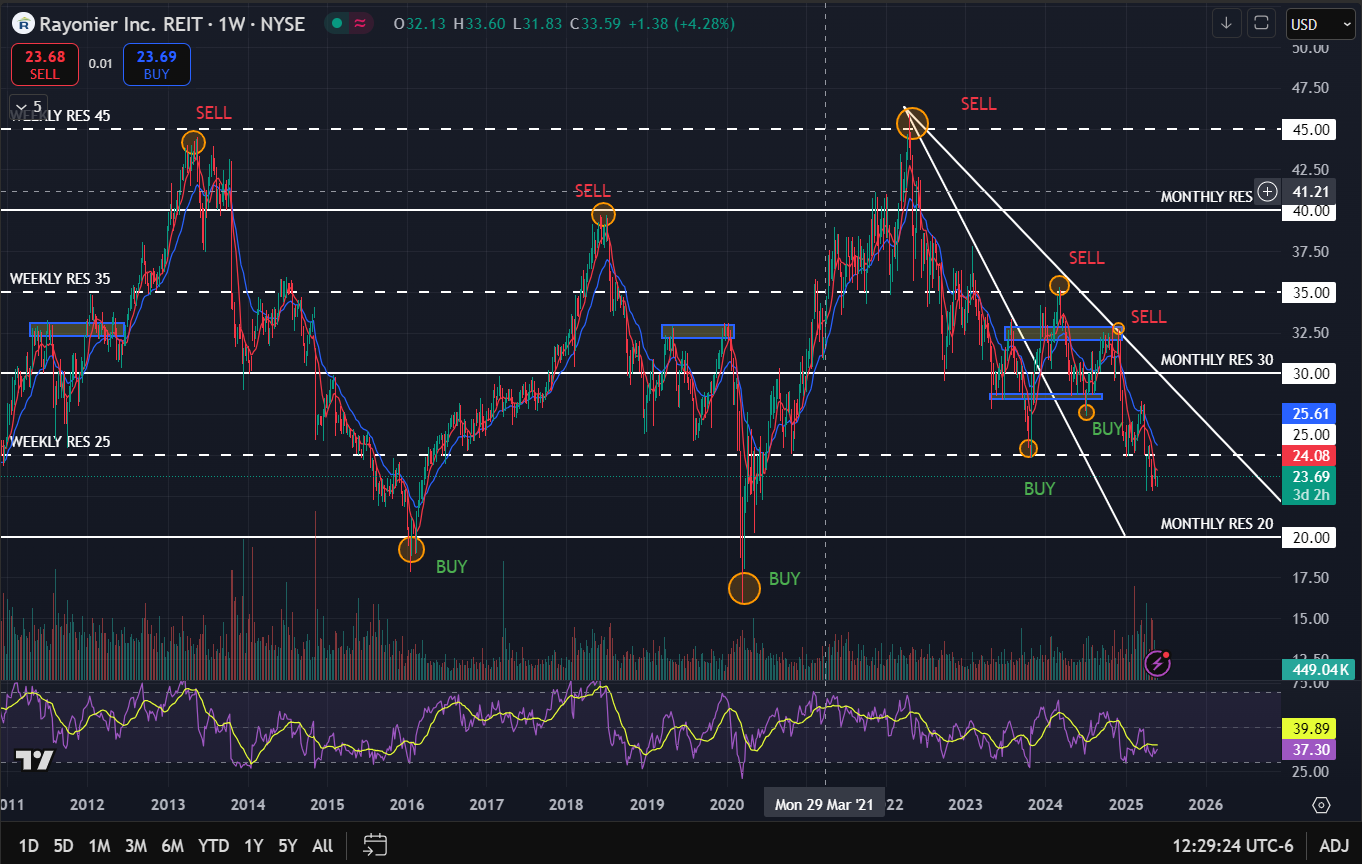 Rayonier Inc. REIT · 1W · NYSE
O32.13 H33.60 L31.83 C33.59 +1.38 (+4.28%)
USD
23.68
SELL
0.01
23.69
BUY
5
50.00
47.50
WEEKLY RES 45
SELL
SELL
45.00
42.50
SELL
MONTHLY RES
41.21
40.00
SELL
37.50
WEEKLY RES 35
35.00
SELL
32.50
MONTHLY RES 30
30.00
25.61
BUY
WEEKLY RES 25
25.00
24.08
23.69
3d 2h
BUY
MONTHLY RES 20
20.00
BUY
BUY
17.50
15.00
12.50
449.04K
75.00
39.89
37.30
25.00
2011 2012 2013 2014 2015 2016 2017 2018 2019 2020 Mon 29 Mar '21 22 2023 2024 2025 2026
1D 5D 1M 3M 6M YTD 1Y 5Y All
12:29:24 UTC-6 ADJ